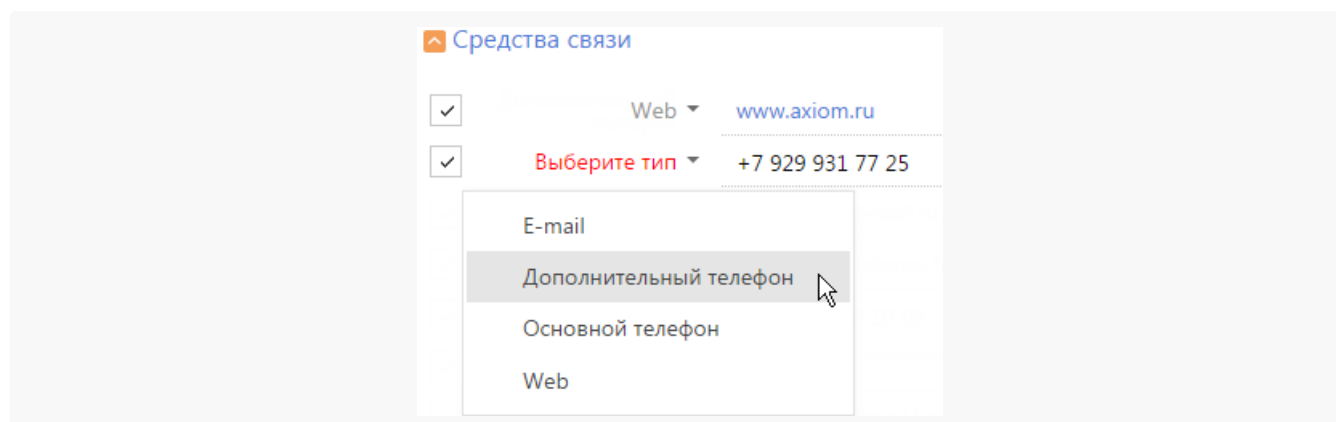 Средства связи
Web www.axiom.ru
Выберите тип +7 929 931 77 25
E-mail
Дополнительный телефон
Основной телефон
Web